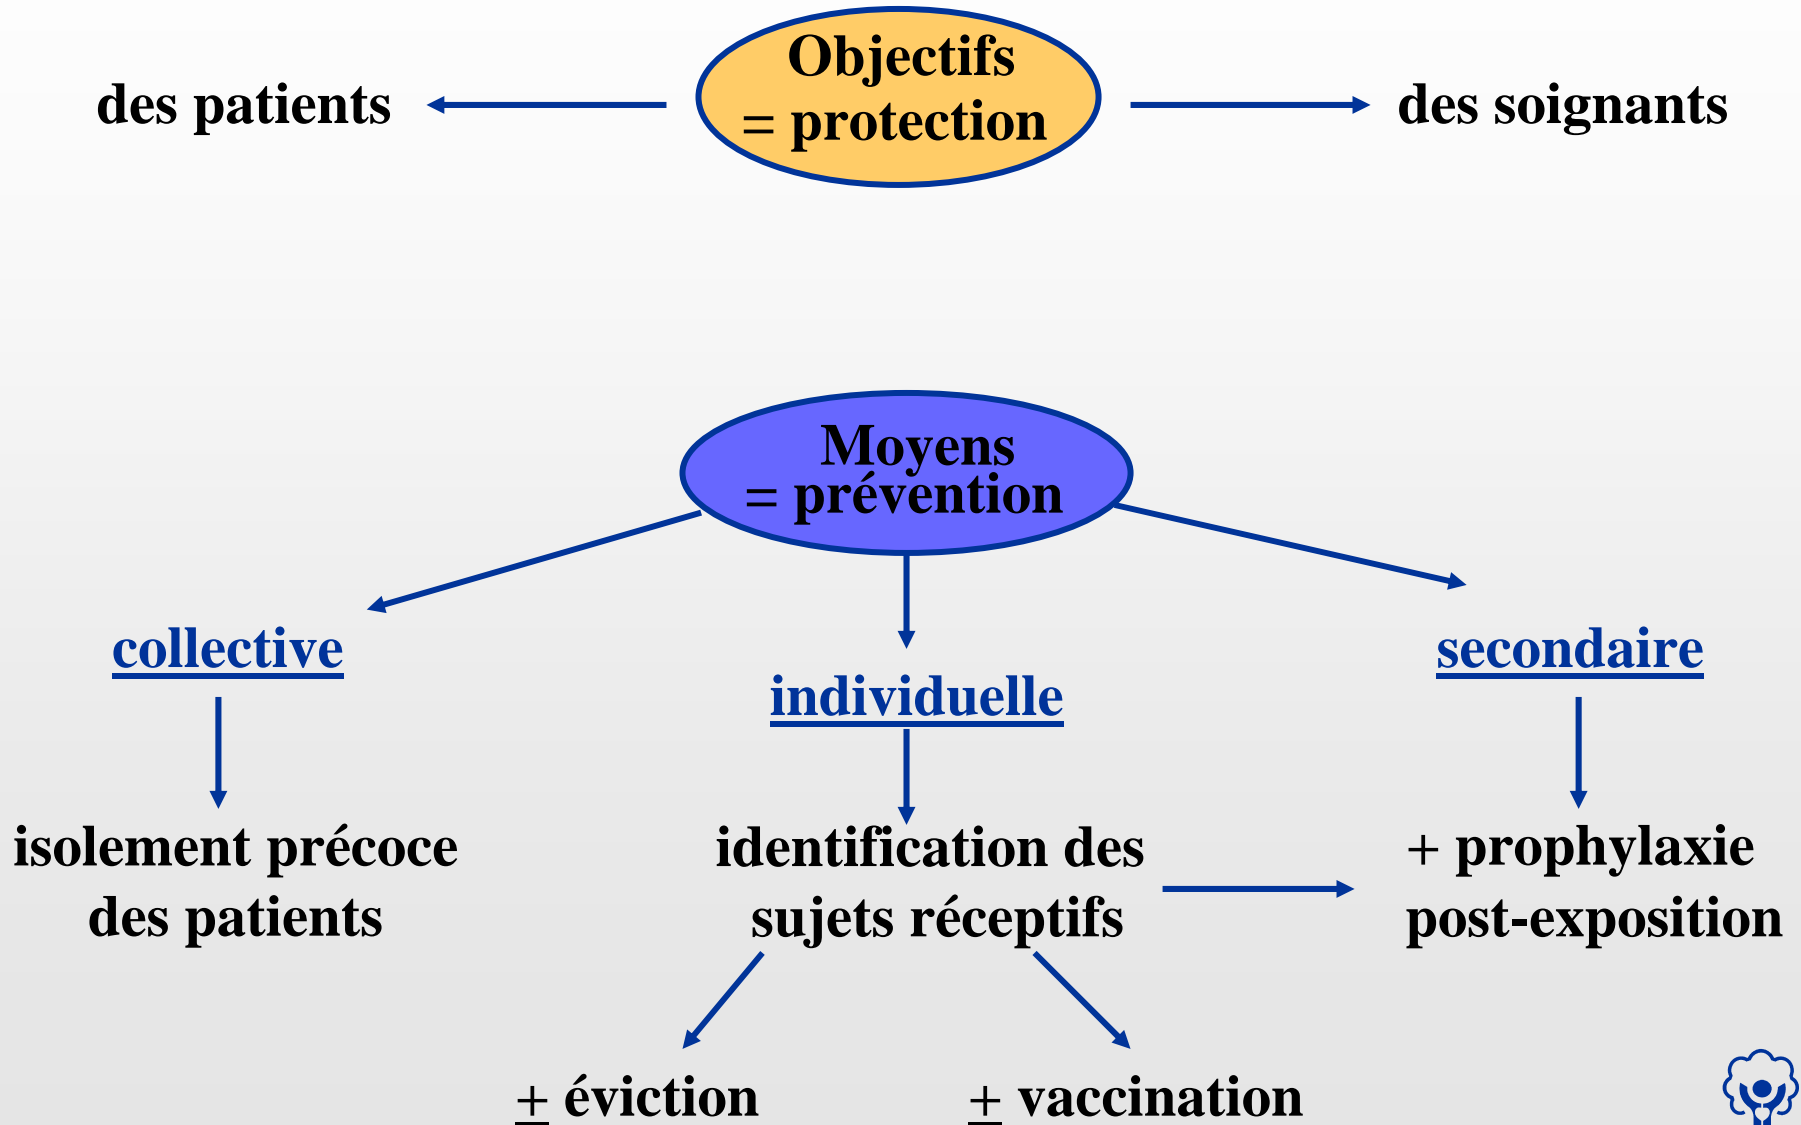 Objectifs
= protection
des patients
des soignants
Moyens
= prévention
collective
individuelle
secondaire
isolement précoce
des patients
identification des
sujets réceptifs
+ prophylaxie
post-exposition
± éviction
± vaccination